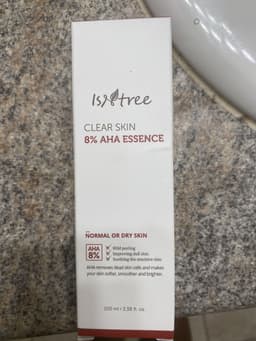 Isntree
CLEAR SKIN
8% AHA ESSENCE
NORMAL OR DRY SKIN
AHA
8%
Mild peeling
Improving dull skin
Soothing the sensitive skin
AHA removes dead skin cells and makes
your skin softer, smoother and brighter.
100 ml / 3.38 fl. oz